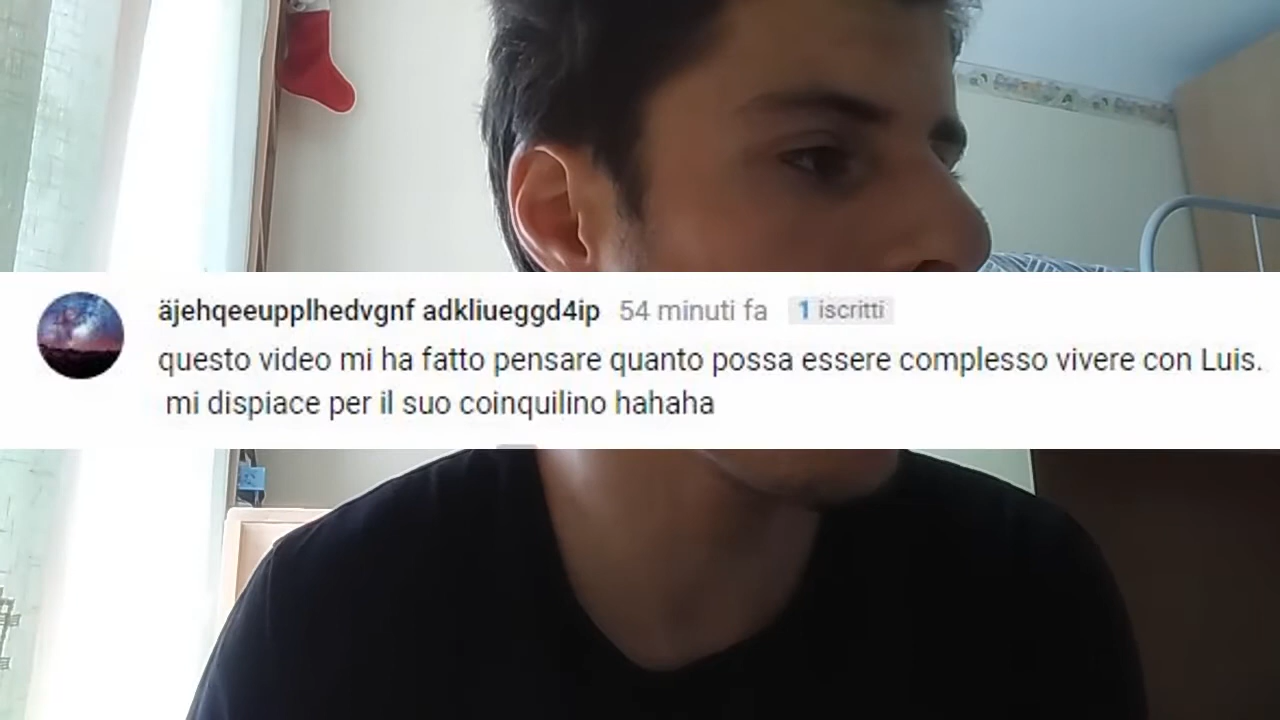 äjehqeeupplhedvgnf adkliueggd4ip 54 minuti fa 1 iscritti
questo video mi ha fatto pensare quanto possa essere complesso vivere con Luis.
mi dispiace per il suo coinquilino hahaha